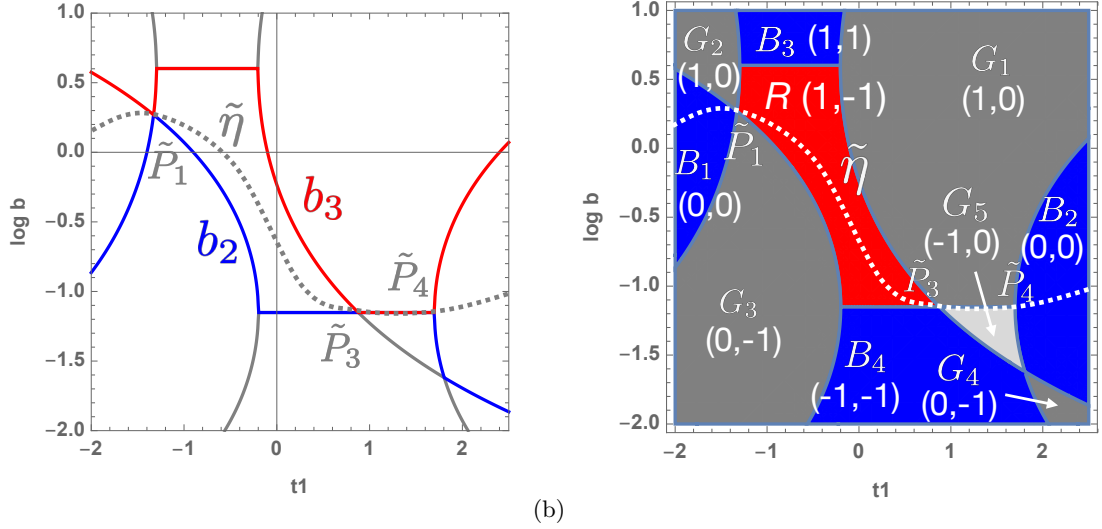 1.0
0.5
0.0
−0.5
−1.0
−1.5
−2.0
log b
−2
−1
0
1
2
t1
η̃
P̃₁
b₂
b₃
P̃₄
P̃₃
(b)
1.0
0.5
0.0
−0.5
−1.0
−1.5
−2.0
log b
−2
−1
0
1
2
t1
G₂
(1,0)
B₃ (1,1)
G₁
(1,0)
R (1,-1)
P̃₁
η̃
B₁
(0,0)
G₅
(-1,0)
B₂
(0,0)
P̃₃
P̃₄
G₃
(0,-1)
B₄
(-1,-1)
G₄
(0,-1)